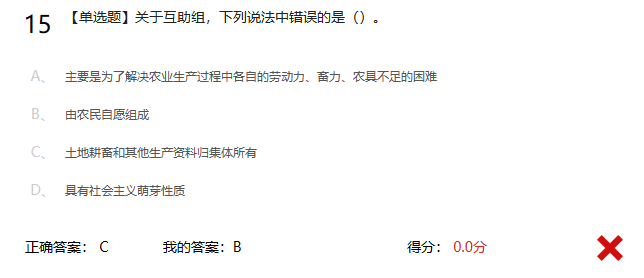 15 【单选题】关于互助组，下列说法中错误的是（）。
A、 主要是为了解决农业生产过程中各自的劳动力、畜力、农具不足的困难
B、 由农民自愿组成
C、 土地耕畜和其他生产资料归集体所有
D、 具有社会主义萌芽性质
正确答案： C 我的答案：B 得分： 0.0分